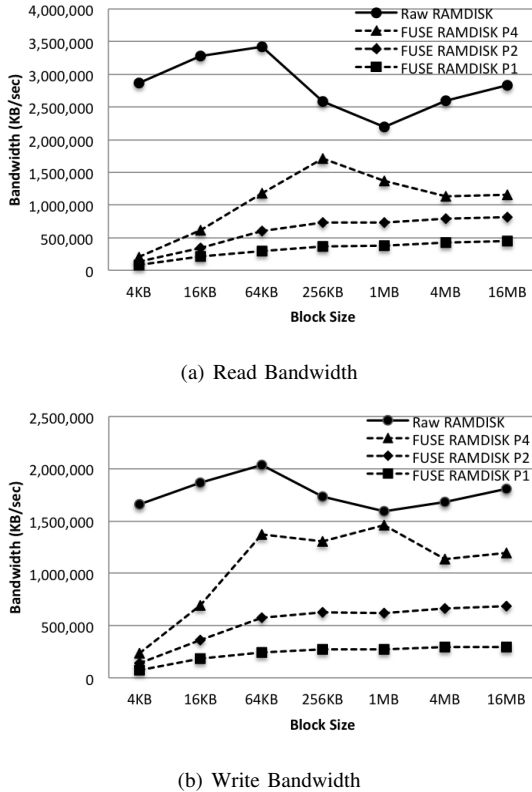 4,000,000
3,500,000
3,000,000
2,500,000
2,000,000
1,500,000
1,000,000
500,000
0
Bandwidth (KB/sec)
Raw RAMDISK
FUSE RAMDISK P4
FUSE RAMDISK P2
FUSE RAMDISK P1
4KB 16KB 64KB 256KB 1MB 4MB 16MB
Block Size
(a) Read Bandwidth
2,500,000
2,000,000
1,500,000
1,000,000
500,000
0
Bandwidth (KB/sec)
Raw RAMDISK
FUSE RAMDISK P4
FUSE RAMDISK P2
FUSE RAMDISK P1
4KB 16KB 64KB 256KB 1MB 4MB 16MB
Block Size
(b) Write Bandwidth